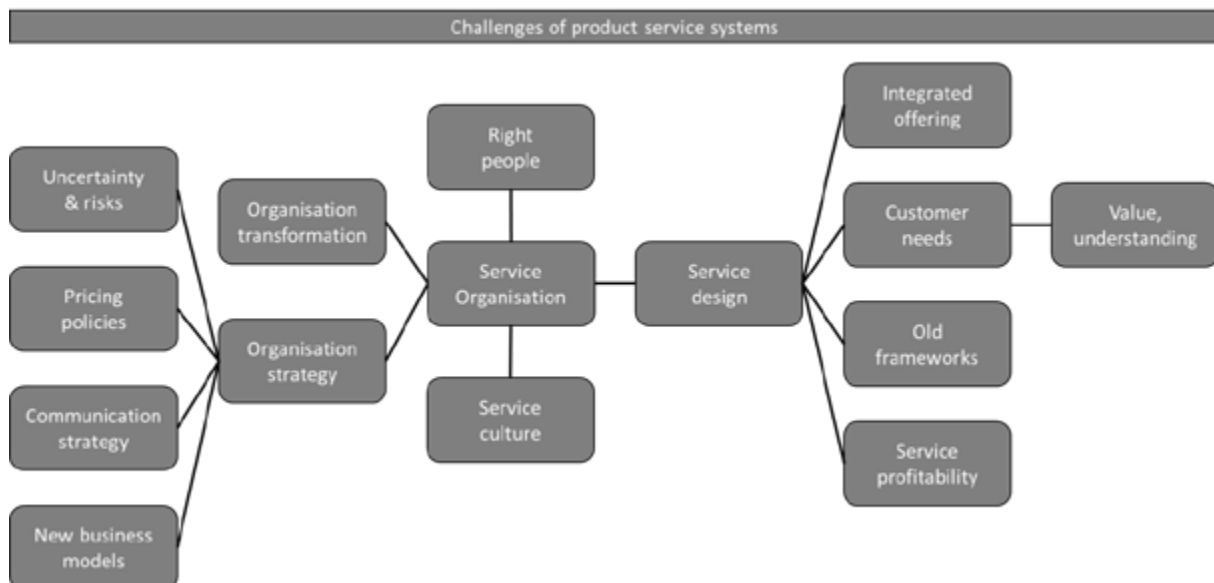 Challenges of product service systems
Uncertainty
& risks
Pricing
policies
Communication
strategy
New business
models
Organisation
transformation
Organisation
strategy
Right
people
Service
Organisation
Service
culture
Service
design
Integrated
offering
Customer
needs
Old
frameworks
Service
profitability
Value,
understanding